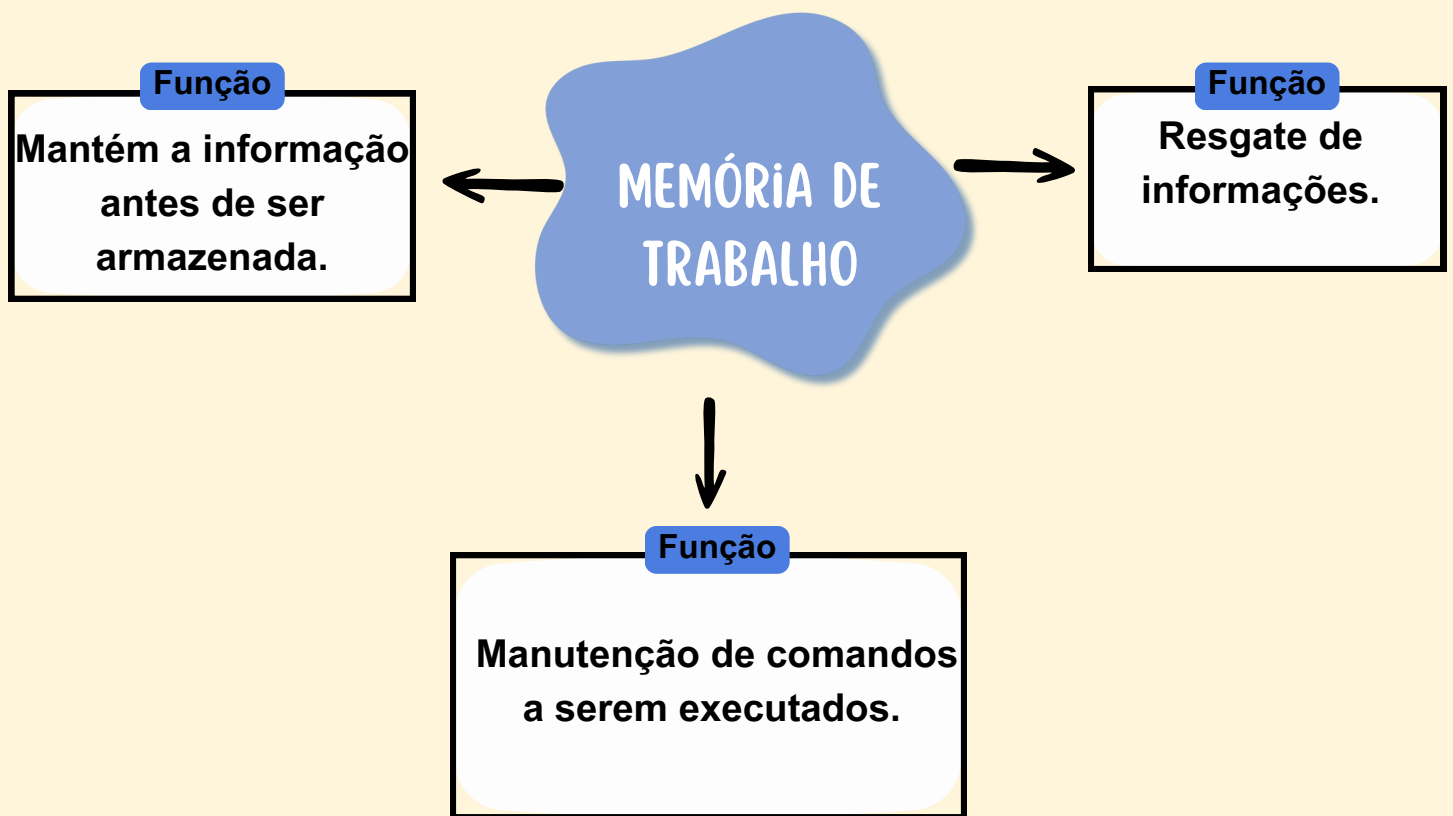 Função
Mantém a informação
antes de ser
armazenada.
MEMÓRiA DE
TRABALHO
Função
Resgate de
informações.
Função
Manutenção de comandos
a serem executados.